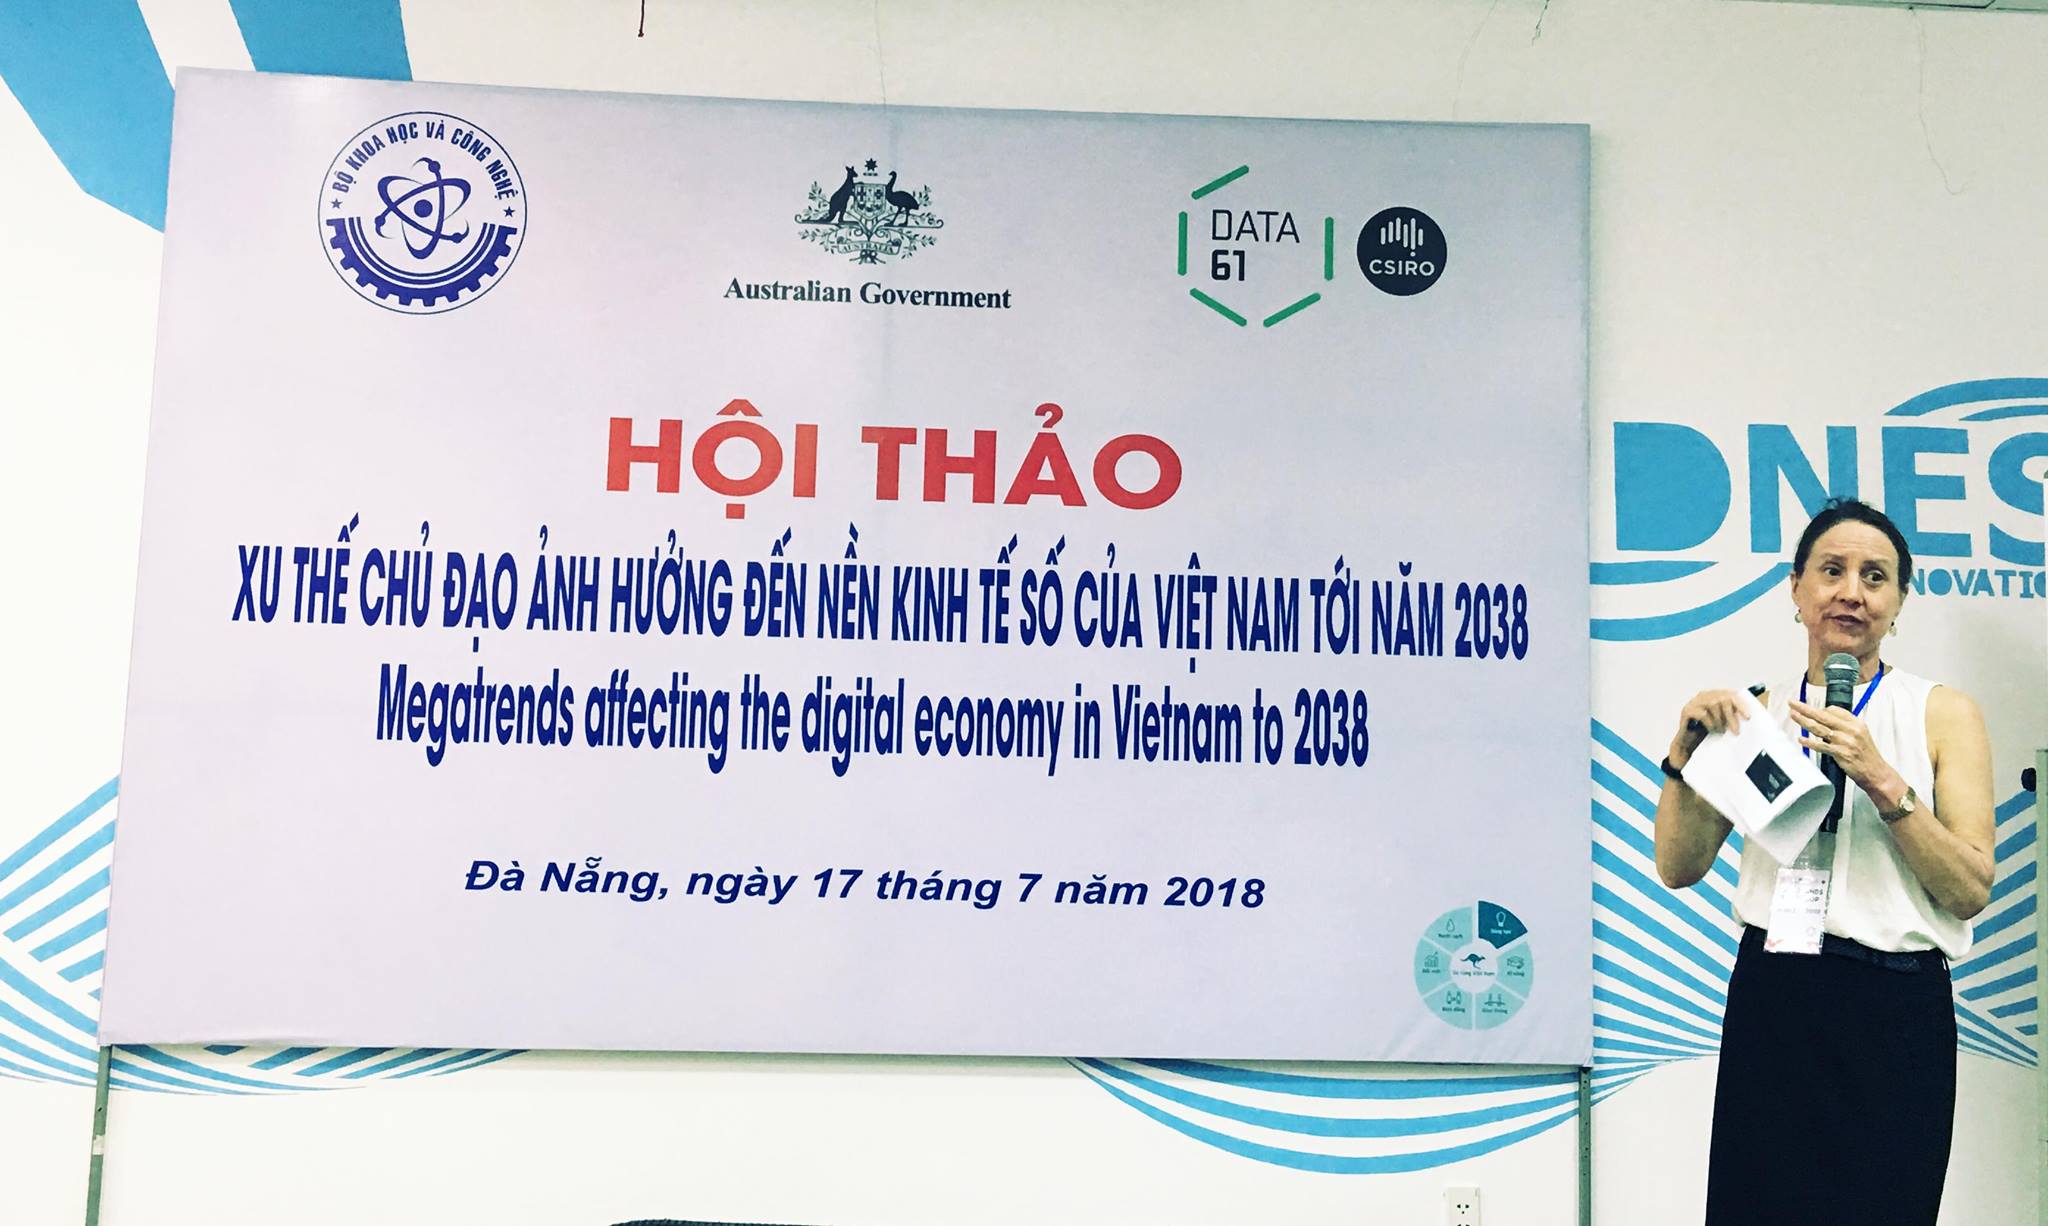 BỘ KHOA HỌC VÀ CÔNG NGHỆ
AUSTRALIA
Australian Government
DATA
61
CSIRO
HỘI THẢO
XU THẾ CHỦ ĐẠO ẢNH HƯỞNG ĐẾN NỀN KINH TẾ SỐ CỦA VIỆT NAM TỚI NĂM 2038
Megatrends affecting the digital economy in Vietnam to 2038
Đà Nẵng, ngày 17 tháng 7 năm 2018
DNES
NOVATIO